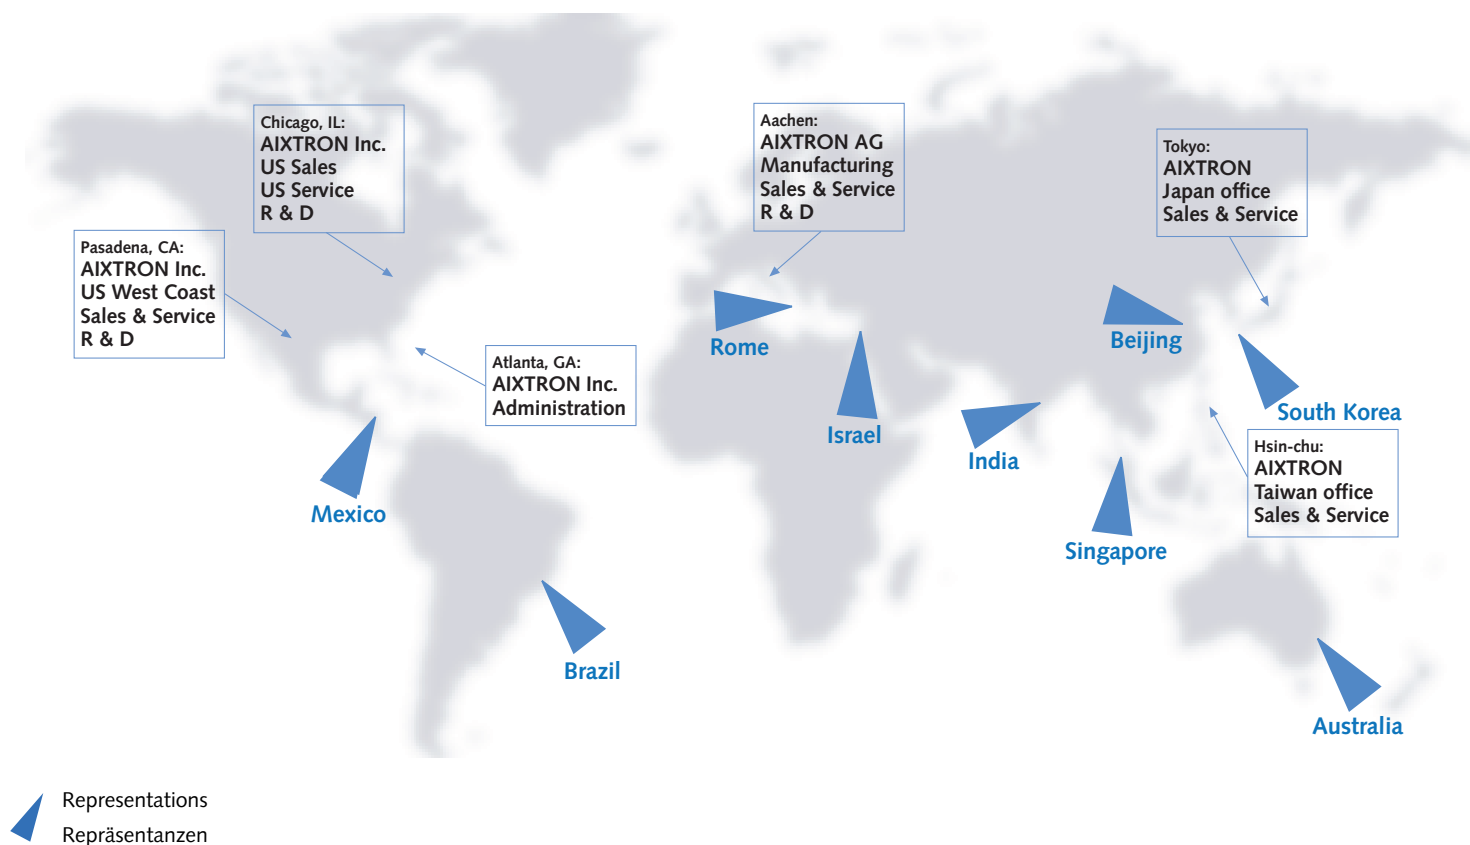 Chicago, IL:
AIXTRON Inc.
US Sales
US Service
R & D
Aachen:
AIXTRON AG
Manufacturing
Sales & Service
R & D
Tokyo:
AIXTRON
Japan office
Sales & Service
Pasadena, CA:
AIXTRON Inc.
US West Coast
Sales & Service
R & D
Atlanta, GA:
AIXTRON Inc.
Administration
Rome
Beijing
Israel
India
South Korea
Hsin-chu:
AIXTRON
Taiwan office
Sales & Service
Mexico
Singapore
Brazil
Australia
Representations
Repräsentanzen